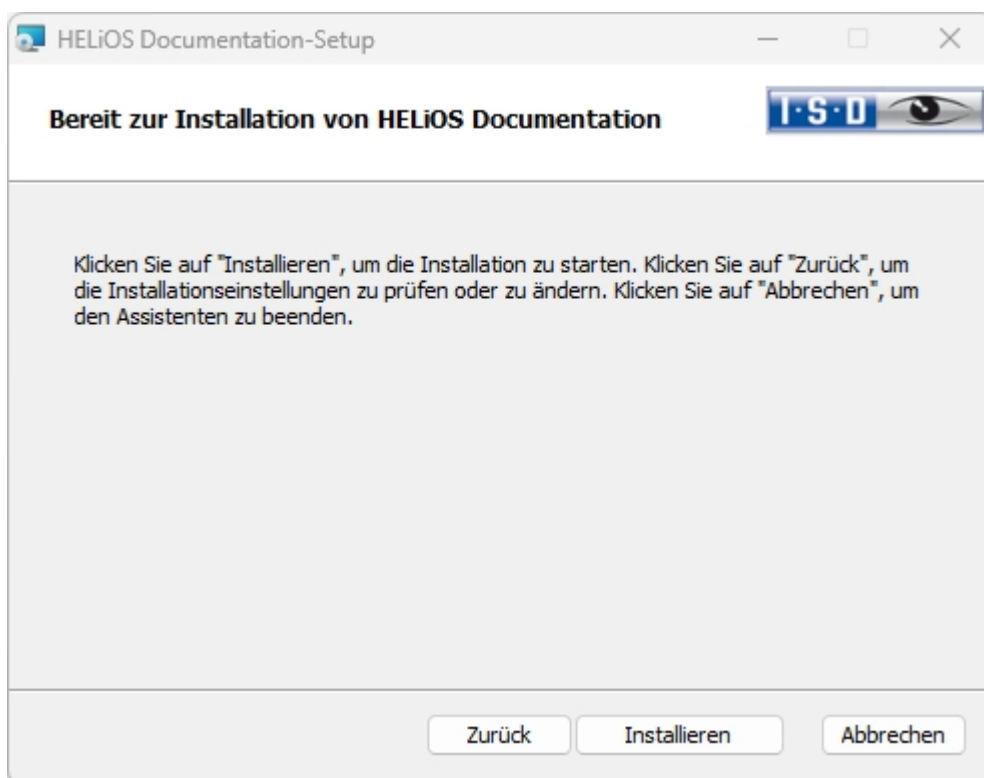 HELiOS Documentation-Setup
Bereit zur Installation von HELiOS Documentation
I·S·D
Klicken Sie auf "Installieren", um die Installation zu starten. Klicken Sie auf "Zurück", um
die Installationseinstellungen zu prüfen oder zu ändern. Klicken Sie auf "Abbrechen", um
den Assistenten zu beenden.
Zurück
Installieren
Abbrechen